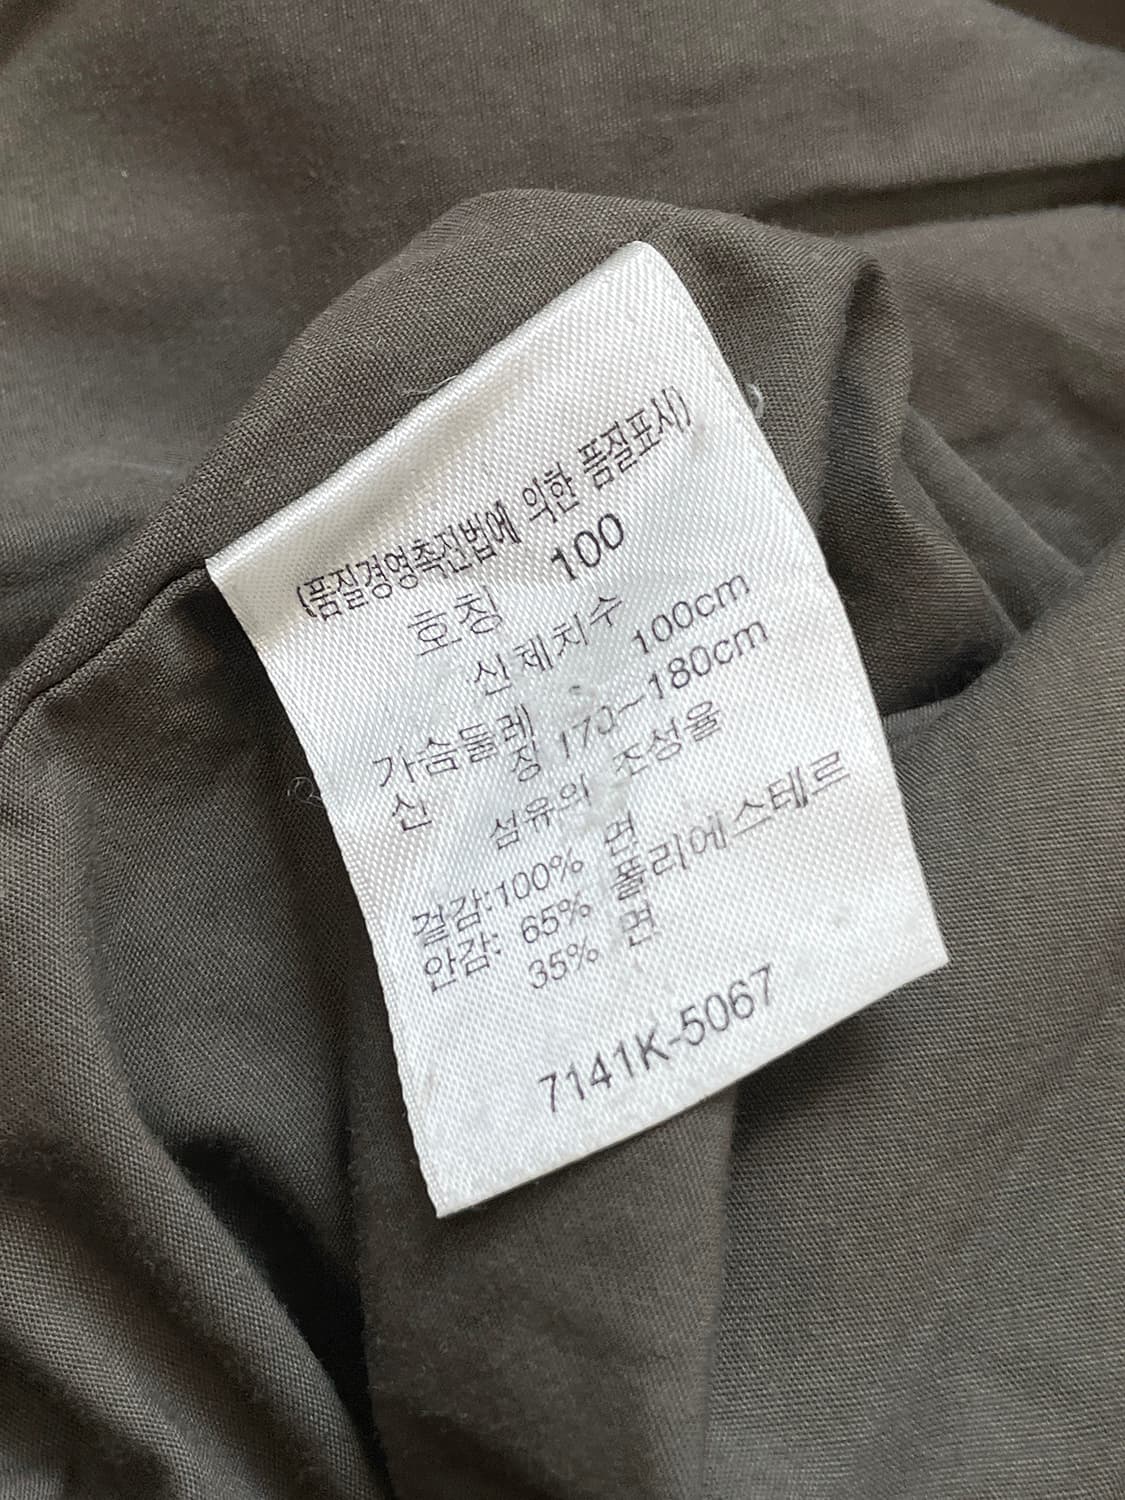 (품질경영촉진법에 의한 품질표시)
호칭 100
신체치수
가슴둘레 100cm
신 장 170~180cm
섬유의 조성율
겉감:100% 면
안감: 65% 폴리에스테르
35% 면
7141K-5067